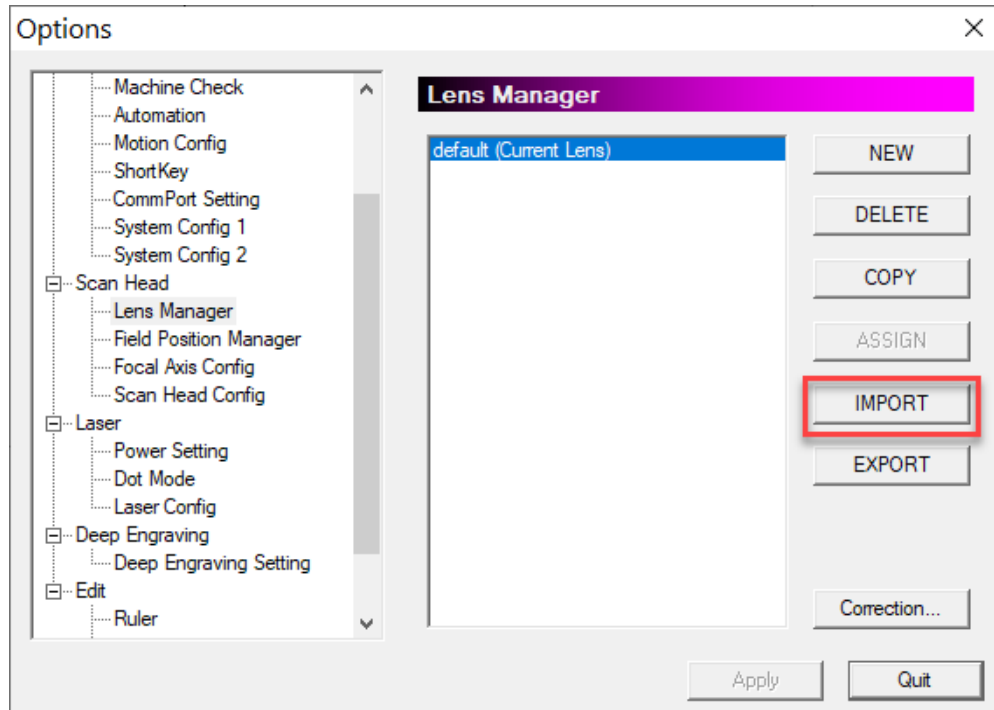 Options
Machine Check
Automation
Motion Config
ShortKey
CommPort Setting
System Config 1
System Config 2
Scan Head
Lens Manager
Field Position Manager
Focal Axis Config
Scan Head Config
Laser
Power Setting
Dot Mode
Laser Config
Deep Engraving
Deep Engraving Setting
Edit
Ruler
Lens Manager
default (Current Lens)
NEW
DELETE
COPY
ASSIGN
IMPORT
EXPORT
Correction...
Apply
Quit